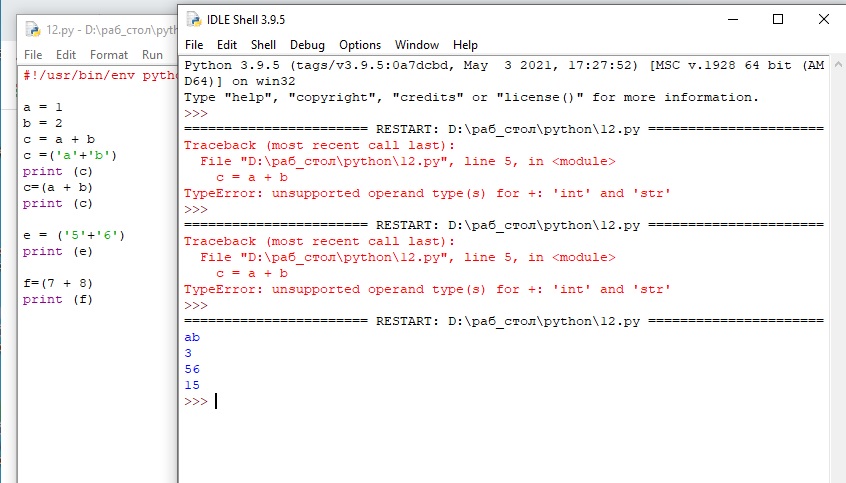 12.py - D:\раб_стол\pyth
File Edit Format Run
#!/usr/bin/env pytho
a = 1
b = 2
c = a + b
c =('a'+'b')
print (c)
c=(a + b)
print (c)
e = ('5'+'6')
print (e)
f=(7 + 8)
print (f)
IDLE Shell 3.9.5
File Edit Shell Debug Options Window Help
Python 3.9.5 (tags/v3.9.5:0a7dcbd, May  3 2021, 17:27:52) [MSC v.1928 64 bit (AM
D64)] on win32
Type "help", "copyright", "credits" or "license()" for more information.
>>>
======================= RESTART: D:\раб_стол\python\12.py ======================
Traceback (most recent call last):
  File "D:\раб_стол\python\12.py", line 5, in <module>
    c = a + b
TypeError: unsupported operand type(s) for +: 'int' and 'str'
>>>
======================= RESTART: D:\раб_стол\python\12.py ======================
Traceback (most recent call last):
  File "D:\раб_стол\python\12.py", line 5, in <module>
    c = a + b
TypeError: unsupported operand type(s) for +: 'int' and 'str'
>>>
======================= RESTART: D:\раб_стол\python\12.py ======================
ab
3
56
15
>>>